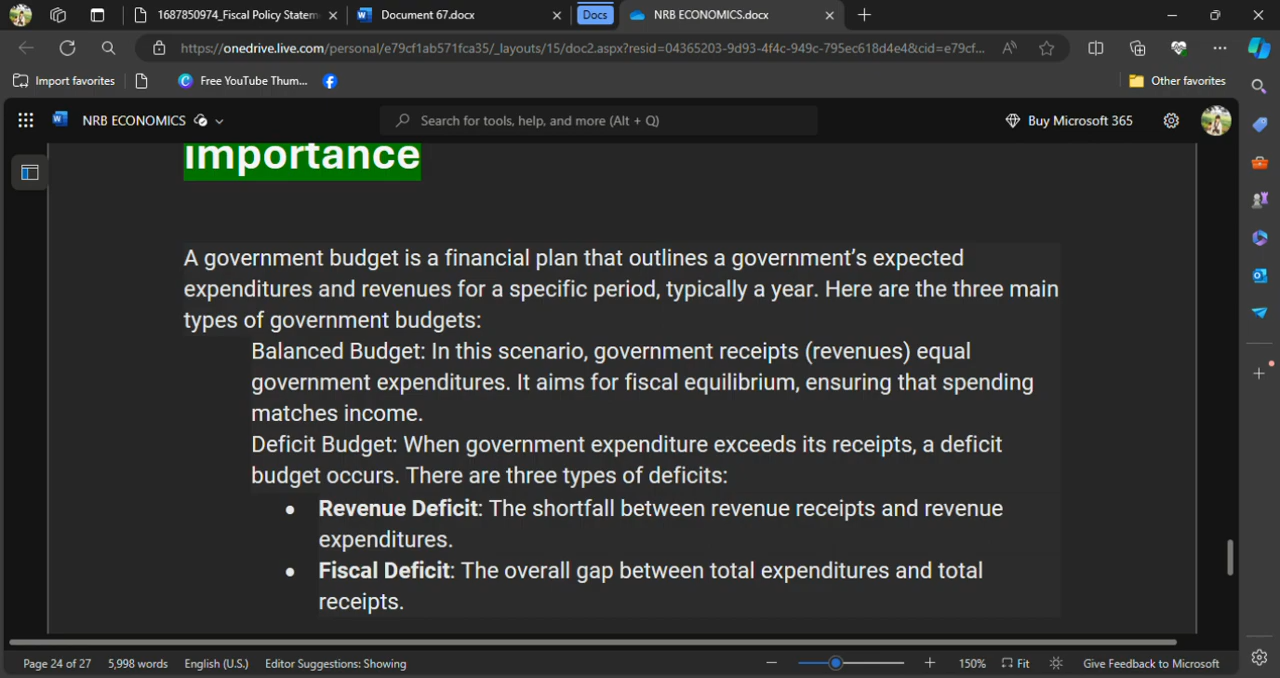 1687850974_Fiscal Policy Statem
Document 67.docx
Docs
NRB ECONOMICS.docx
https://onedrive.live.com/personal/e79cf1ab571fca35/_layouts/15/doc2.aspx?resid=04365203-9d93-4f4c-949c-795ec618d4e4&cid=e79cf...
Import favorites
Free YouTube Thum...
Other favorites
NRB ECONOMICS
Search for tools, help, and more (Alt + Q)
Buy Microsoft 365
importance
A government budget is a financial plan that outlines a government's expected
expenditures and revenues for a specific period, typically a year. Here are the three main
types of government budgets:
Balanced Budget: In this scenario, government receipts (revenues) equal
government expenditures. It aims for fiscal equilibrium, ensuring that spending
matches income.
Deficit Budget: When government expenditure exceeds its receipts, a deficit
budget occurs. There are three types of deficits:
• Revenue Deficit: The shortfall between revenue receipts and revenue
expenditures.
• Fiscal Deficit: The overall gap between total expenditures and total
receipts.
Page 24 of 27
5,998 words
English (U.S.)
Editor Suggestions: Showing
150%
Fit
Give Feedback to Microsoft